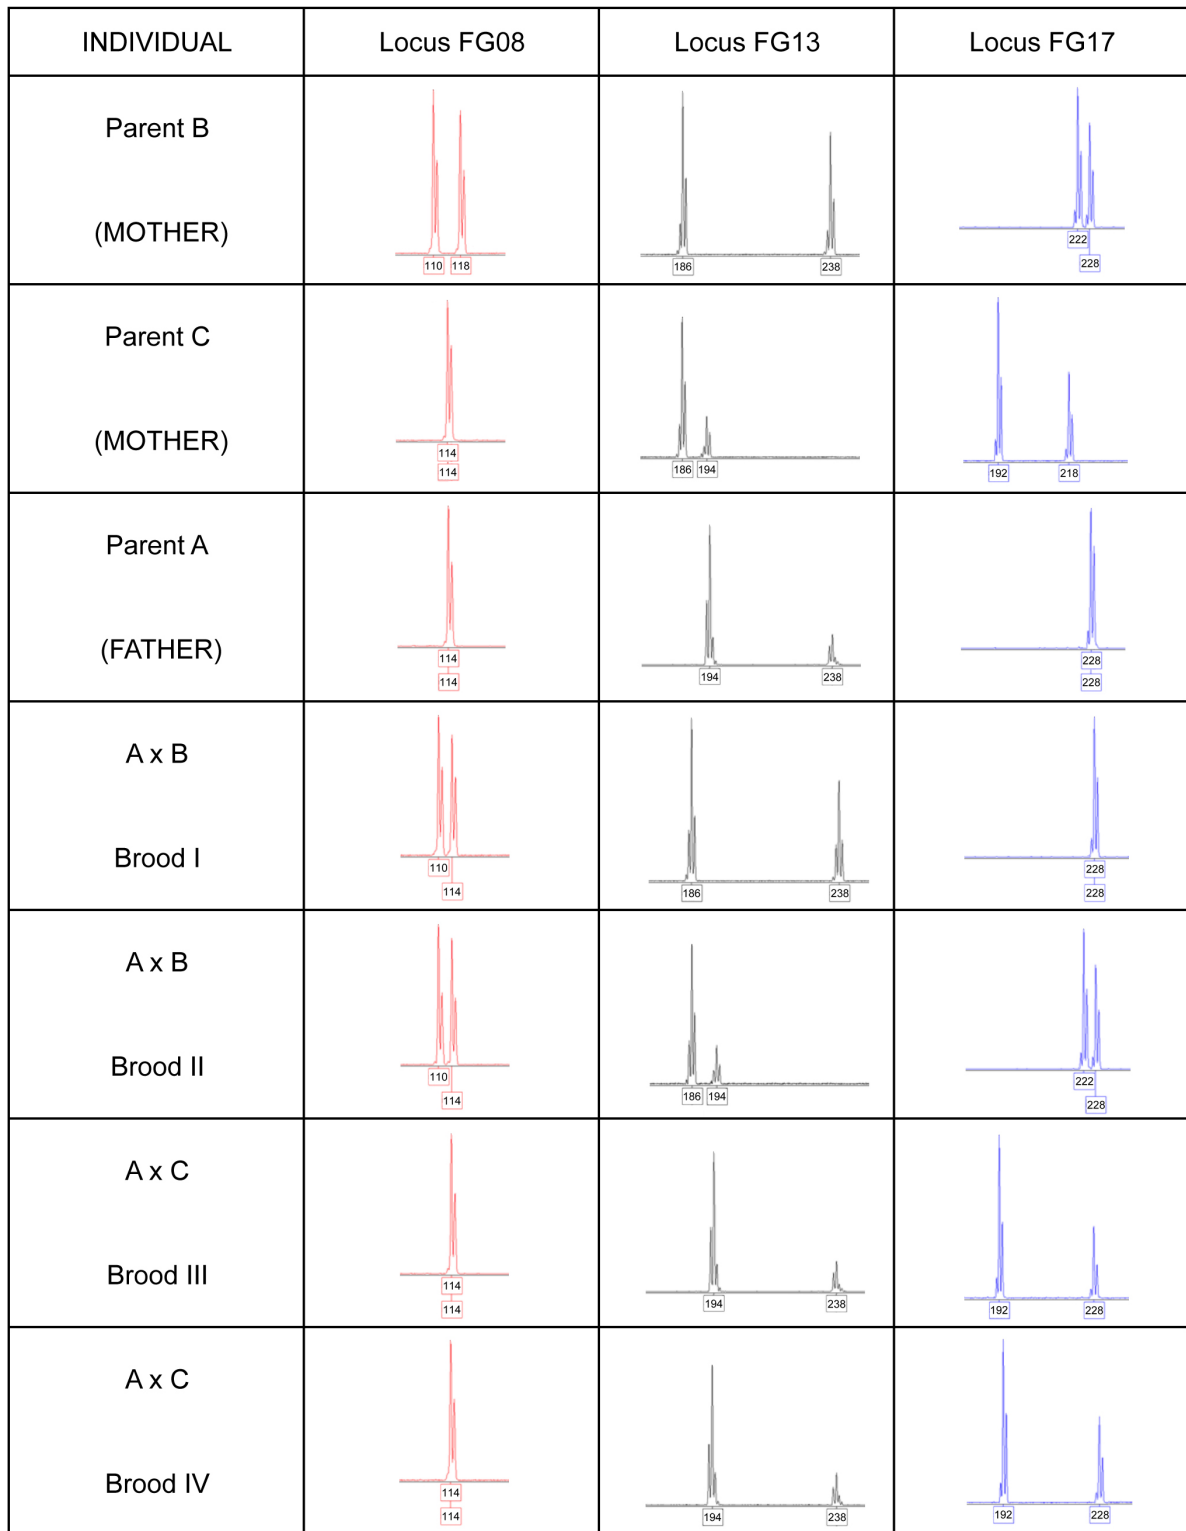 INDIVIDUAL Locus FG08 Locus FG13 Locus FG17
Parent B
(MOTHER)
110 118 186 238 222
228
Parent C
(MOTHER)
114 186 194 192 218
114
Parent A
(FATHER)
114 194 238 228
114 228
A x B
Brood I
110 186 238 228
114 228
A x B
Brood II
110 186 194 222
114 228
A x C
Brood III
114 194 238 192 228
114
A x C
Brood IV
114 194 238 192 228
114